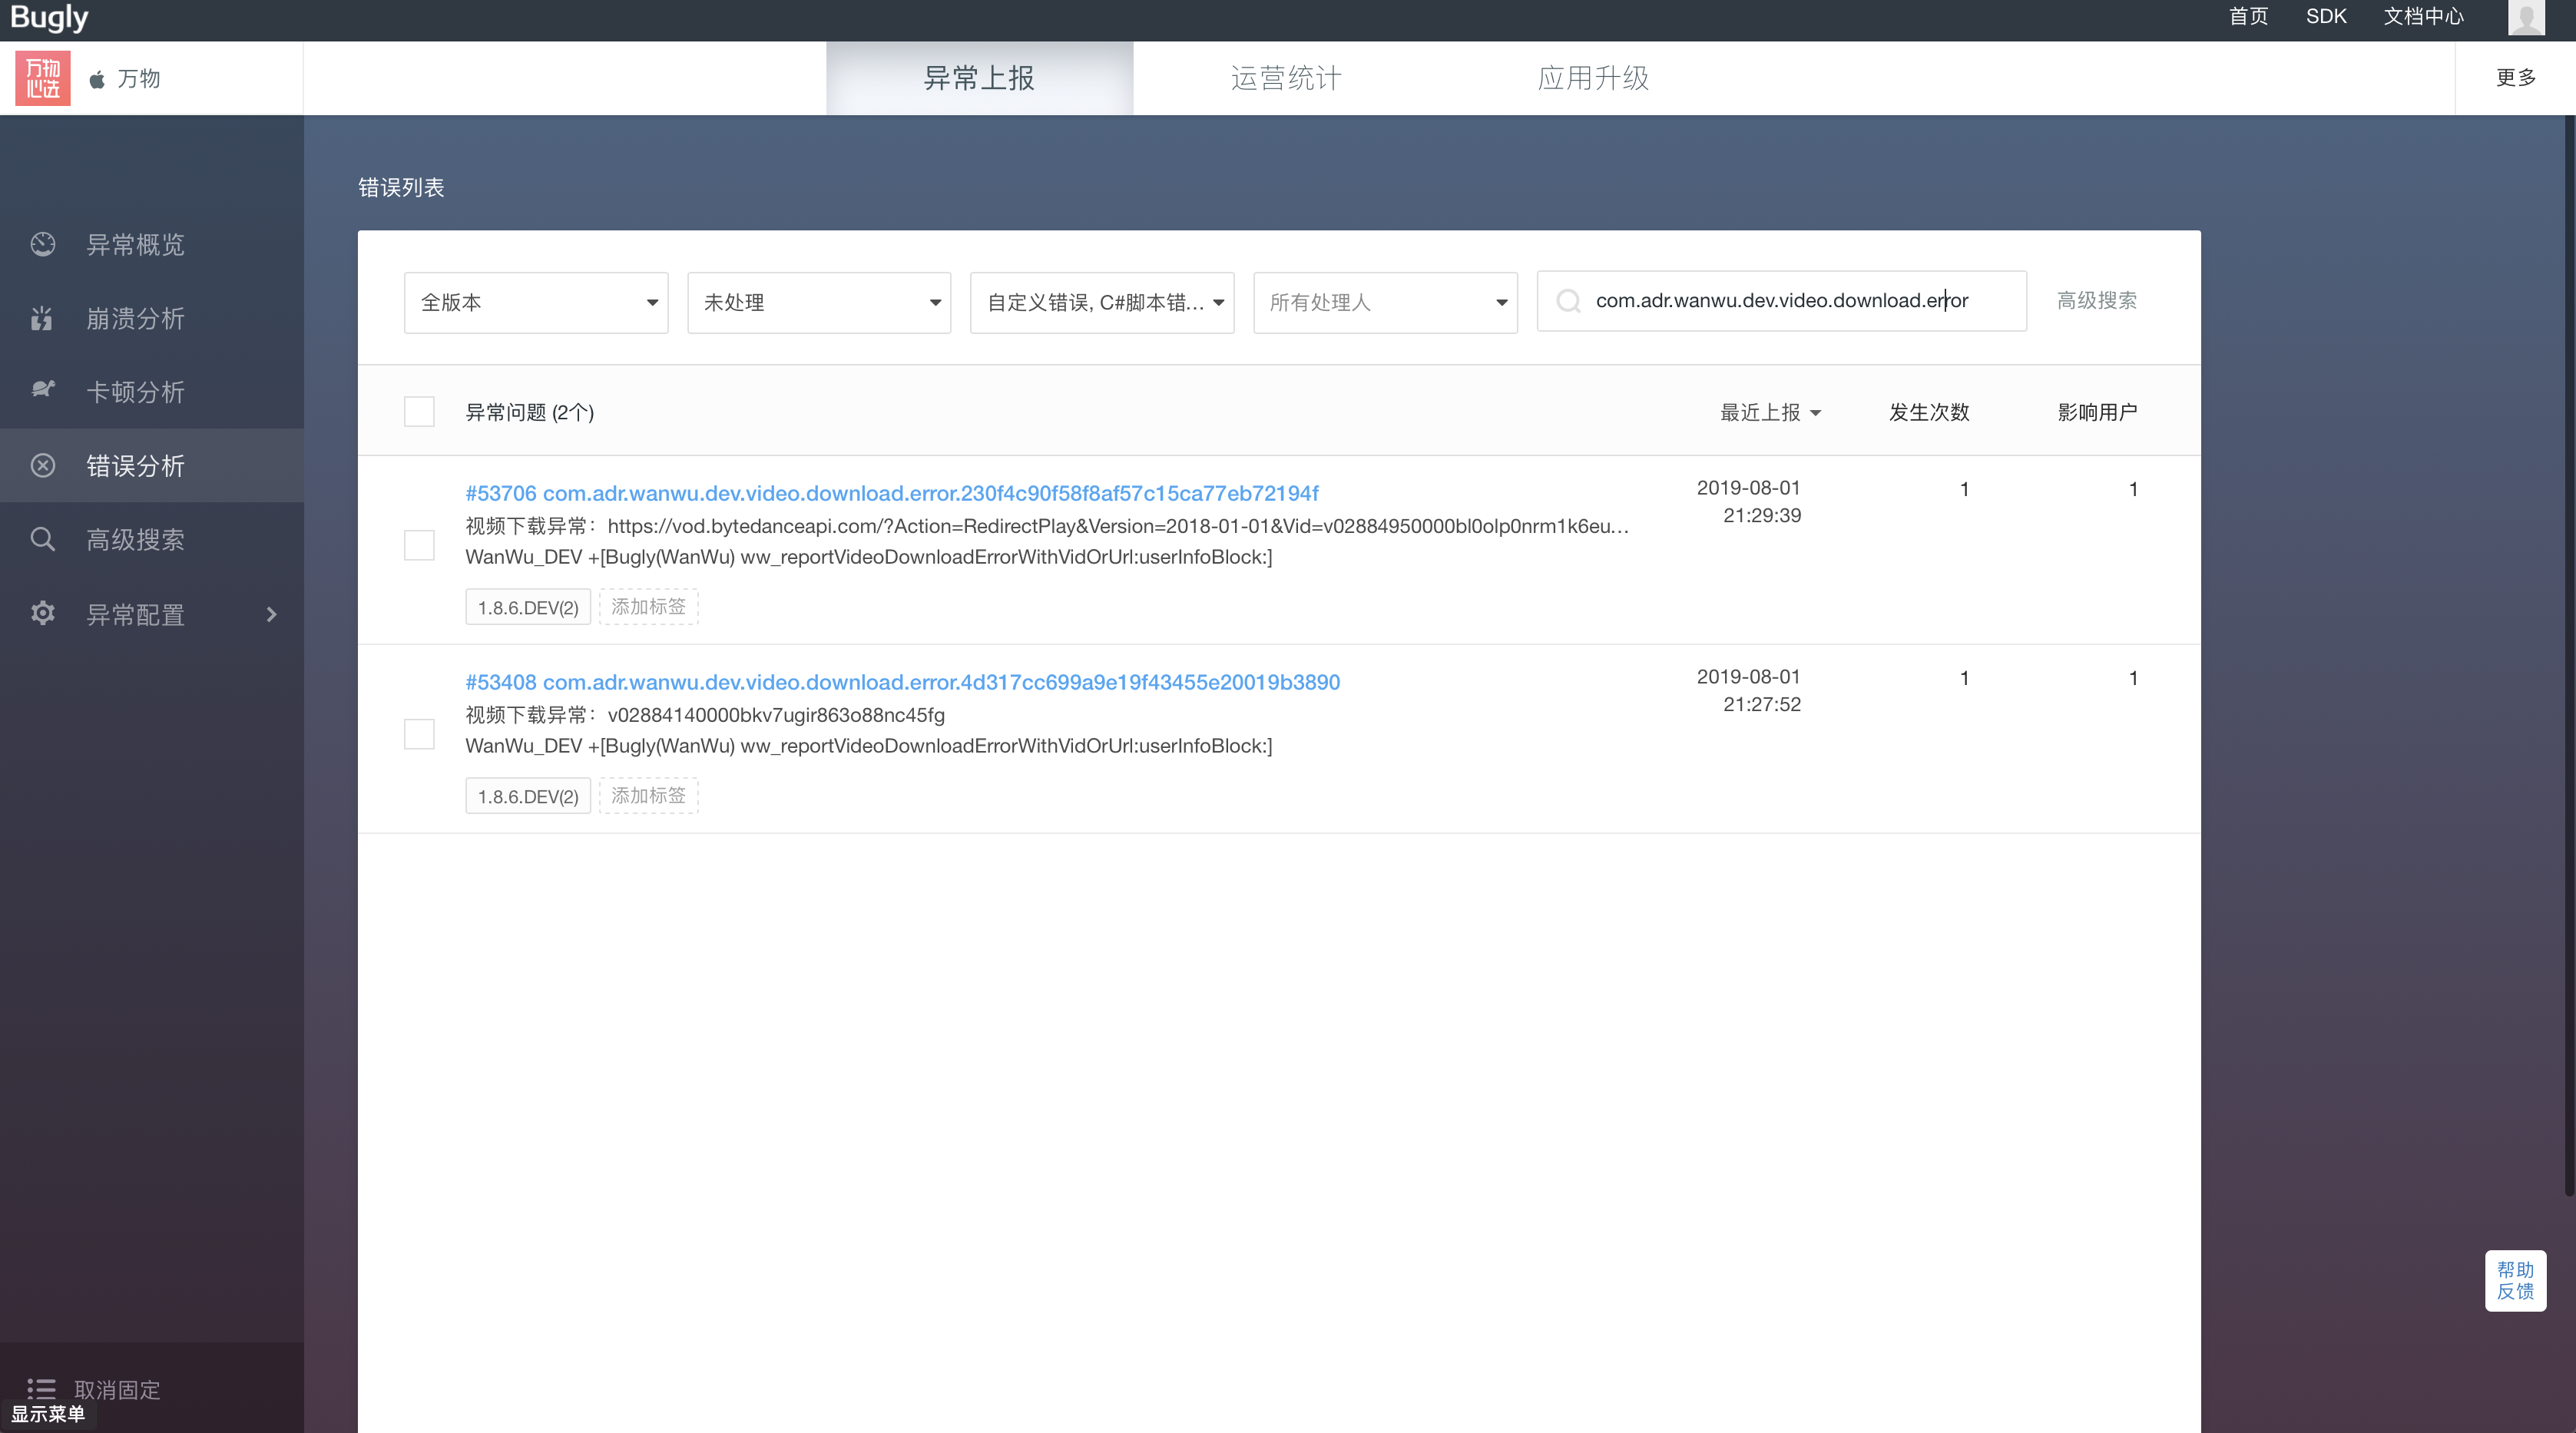 Bugly
首页 SDK 文档中心
万物心选
万物
异常上报 运营统计 应用升级 更多
异常概览
崩溃分析
卡顿分析
错误分析
高级搜索
异常配置
取消固定
显示菜单
错误列表
全版本 未处理 自定义错误, C#脚本错... 所有处理人 com.adr.wanwu.dev.video.download.error 高级搜索
异常问题 (2个) 最近上报 发生次数 影响用户
#53706 com.adr.wanwu.dev.video.download.error.230f4c90f58f8af57c15ca77eb72194f 2019-08-01 21:29:39 1 1
视频下载异常：https://vod.bytedanceapi.com/?Action=RedirectPlay&Version=2018-01-01&Vid=v02884950000bl0olp0nrm1k6eu...
WanWu_DEV +[Bugly(WanWu) ww_reportVideoDownloadErrorWithVidOrUrl:userInfoBlock:]
1.8.6.DEV(2) 添加标签
#53408 com.adr.wanwu.dev.video.download.error.4d317cc699a9e19f43455e20019b3890 2019-08-01 21:27:52 1 1
视频下载异常：v02884140000bkv7ugir863o88nc45fg
WanWu_DEV +[Bugly(WanWu) ww_reportVideoDownloadErrorWithVidOrUrl:userInfoBlock:]
1.8.6.DEV(2) 添加标签
帮助
反馈